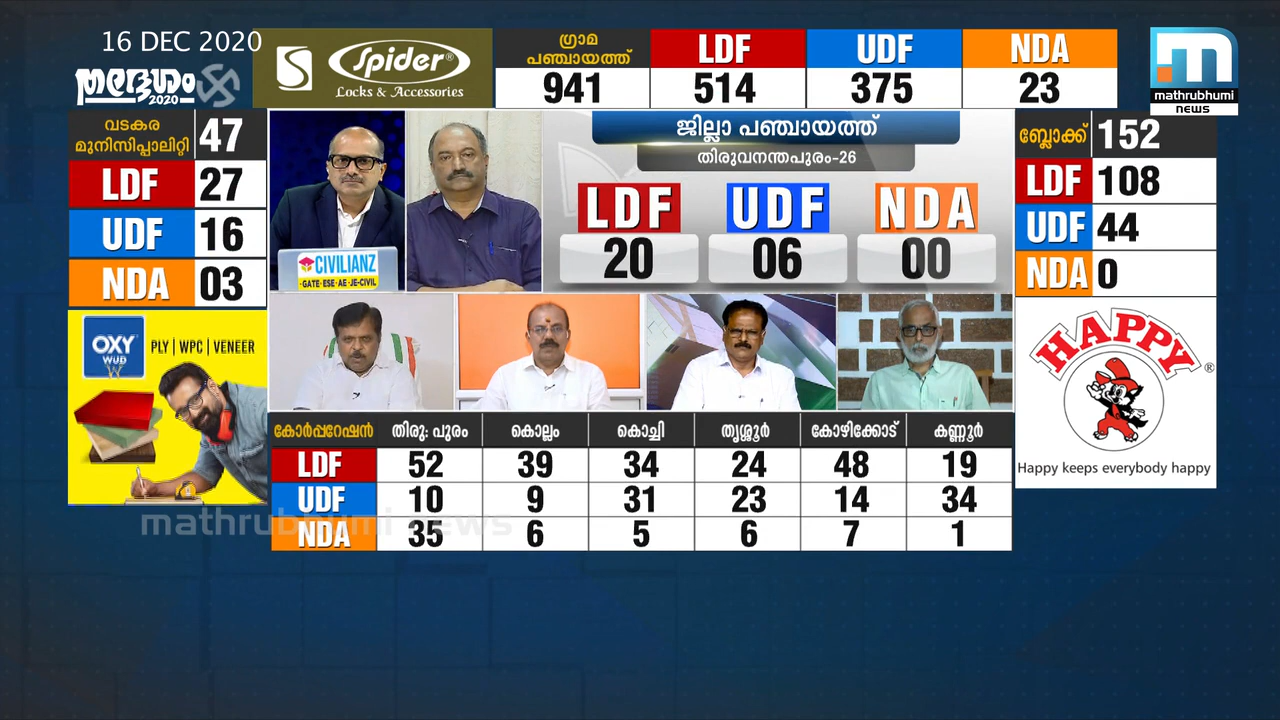 16 DEC 2020
തദ്ദേശം
2020
Spider®
Locks & Accessories
ഗ്രാമ
പഞ്ചായത്ത്
941
LDF
514
UDF
375
NDA
23
mathrubhumi
NEWS
വടകര
മുനിസിപ്പാലിറ്റി
47
LDF 27
UDF 16
NDA 03
ജില്ലാ പഞ്ചായത്ത്
തിരുവനന്തപുരം-26
LDF UDF NDA
20 06 00
CIVILIANZ
GATE·ESE·AE·JE-CIVIL
ബ്ലോക്ക് 152
LDF 108
UDF 44
NDA 0
OXY
WUD
PLY | WPC | VENEER
HAPPY®
Happy keeps everybody happy
കോർപ്പറേഷൻ തിരു: പുരം കൊല്ലം കൊച്ചി തൃശ്ശൂർ കോഴിക്കോട് കണ്ണൂർ
LDF 52 39 34 24 48 19
UDF 10 9 31 23 14 34
NDA 35 6 5 6 7 1
mathrubhumi news